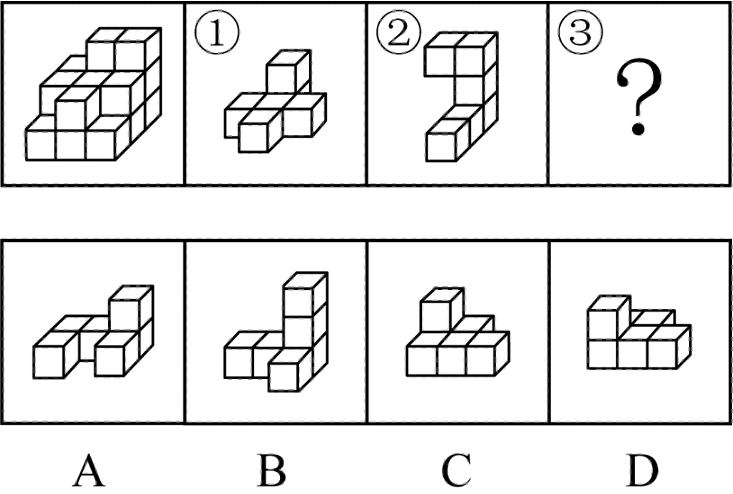 ① ② ③
?
A B C D